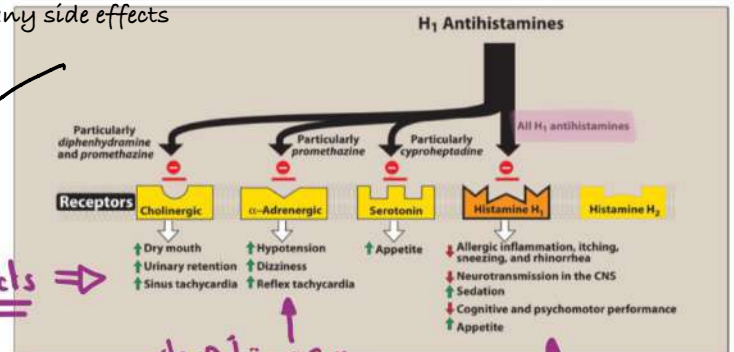 ny side effects
H₁ Antihistamines
Particularly
diphenhydramine
and promethazine
Particularly
promethazine
Particularly
cyproheptadine
All H₁ antihistamines
Receptors
Cholinergic
α-Adrenergic
Serotonin
Histamine H₁
Histamine H₂
↑ Dry mouth
↑ Urinary retention
↑ Sinus tachycardia
↑ Hypotension
↑ Dizziness
↑ Reflex tachycardia
↑ Appetite
↓ Allergic inflammation, itching,
sneezing, and rhinorrhea
↓ Neurotransmission in the CNS
↑ Sedation
↓ Cognitive and psychomotor performance
↑ Appetite
cts ⇒